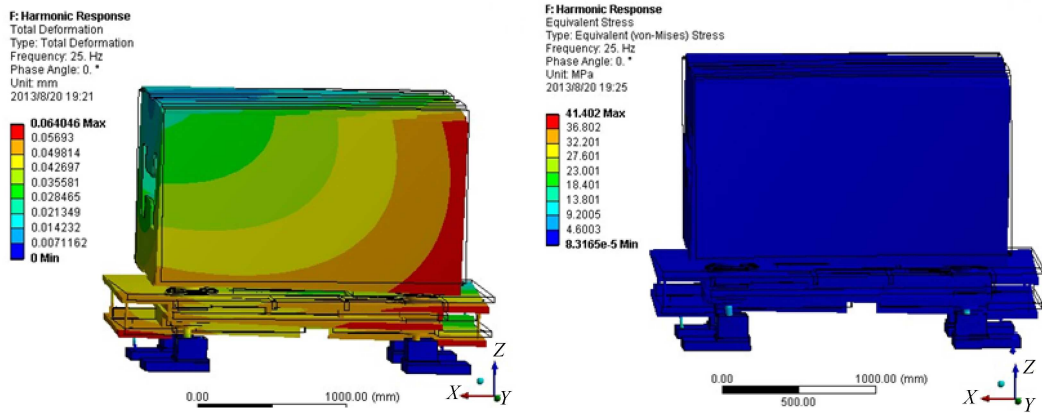 F: Harmonic Response
Total Deformation
Type: Total Deformation
Frequency: 25. Hz
Phase Angle: 0. °
Unit: mm
2013/8/20 19:21
0.064046 Max
0.05693
0.049814
0.042697
0.035581
0.028465
0.021349
0.014232
0.0071162
0 Min
0.00
1000.00 (mm)
Z
X
Y
F: Harmonic Response
Equivalent Stress
Type: Equivalent (von-Mises) Stress
Frequency: 25. Hz
Phase Angle: 0. °
Unit: MPa
2013/8/20 19:25
41.402 Max
36.802
32.201
27.601
23.001
18.401
13.801
9.2005
4.6003
8.3165e-5 Min
0.00
1000.00 (mm)
500.00
Z
X
Y